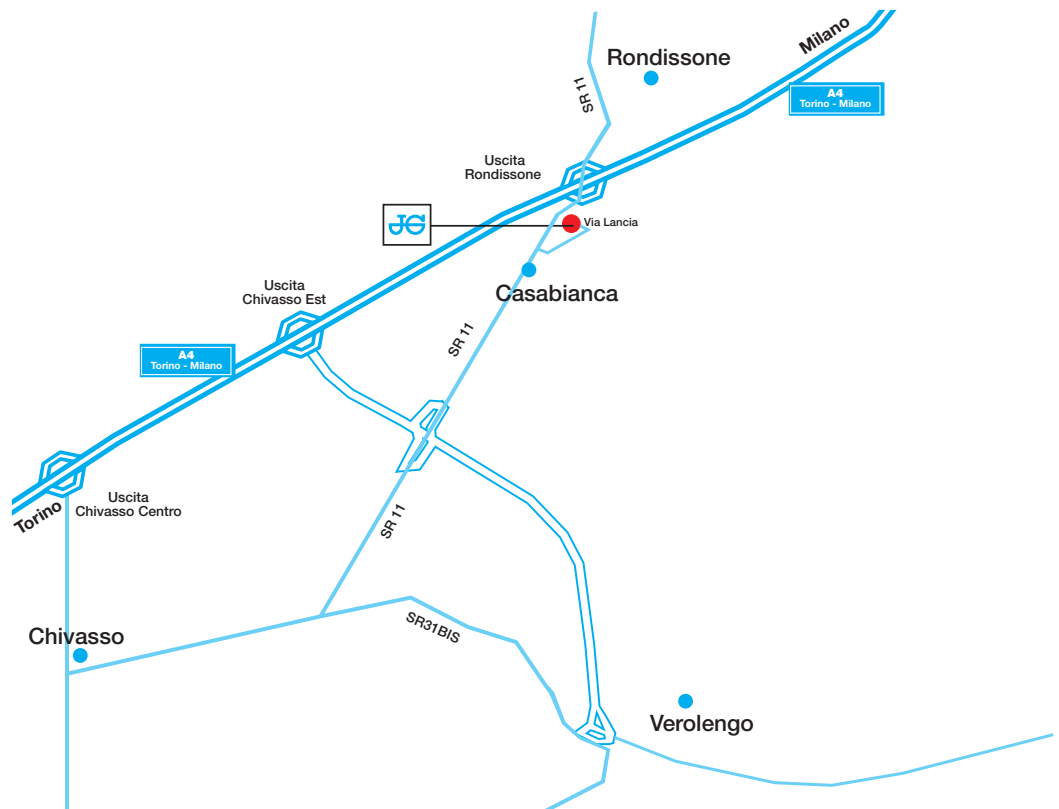 Milano
Rondissone
A4
Torino - Milano
SR 11
Uscita
Rondissone
JG
Via Lancia
Casabianca
Uscita
Chivasso Est
SR 11
A4
Torino - Milano
Uscita
Chivasso Centro
Torino
SR 11
SR31BIS
Chivasso
Verolengo